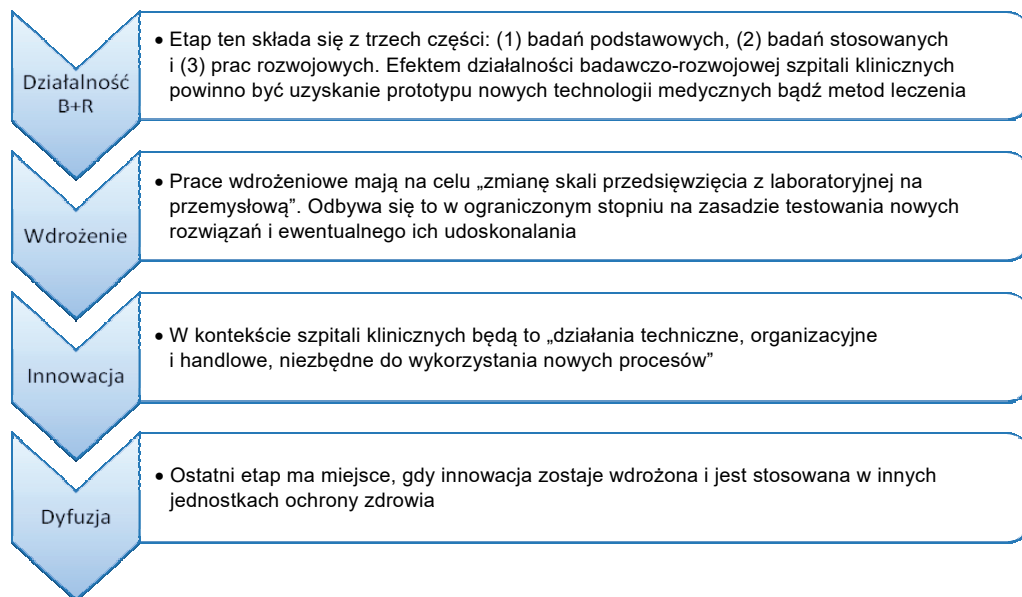 Działalność
B+R
• Etap ten składa się z trzech części: (1) badań podstawowych, (2) badań stosowanych
i (3) prac rozwojowych. Efektem działalności badawczo-rozwojowej szpitali klinicznych
powinno być uzyskanie prototypu nowych technologii medycznych bądź metod leczenia
Wdrożenie
• Prace wdrożeniowe mają na celu „zmianę skali przedsięwzięcia z laboratoryjnej na
przemysłową”. Odbywa się to w ograniczonym stopniu na zasadzie testowania nowych
rozwiązań i ewentualnego ich udoskonalania
Innowacja
• W kontekście szpitali klinicznych będą to „działania techniczne, organizacyjne
i handlowe, niezbędne do wykorzystania nowych procesów”
Dyfuzja
• Ostatni etap ma miejsce, gdy innowacja zostaje wdrożona i jest stosowana w innych
jednostkach ochrony zdrowia